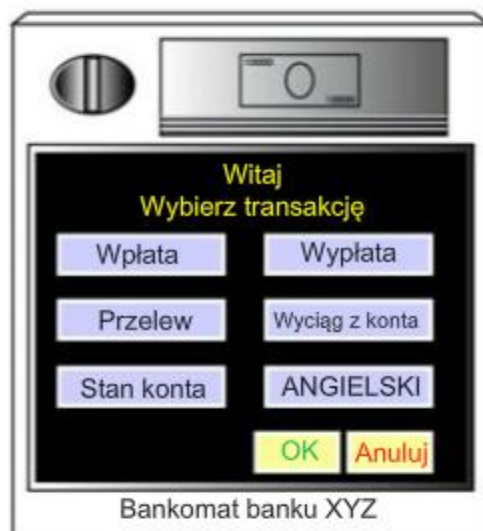 Witaj
Wybierz transakcję
Wpłata Wypłata
Przelew Wyciąg z konta
Stan konta ANGIELSKI
OK Anuluj
Bankomat banku XYZ